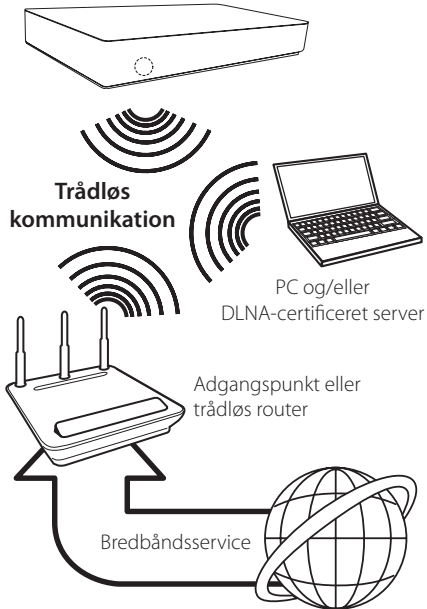 Trådløs
kommunikation
PC og/eller
DLNA-certificeret server
Adgangspunkt eller
trådløs router
Bredbåndsservice